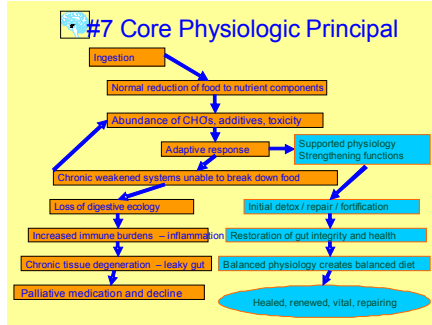 #7 Core Physiologic Principal
Ingestion
Normal reduction of food to nutrient components
Abundance of CHO's, additives, toxicity
Adaptive response
Supported physiology
Strengthening functions
Chronic weakened systems unable to break down food
Loss of digestive ecology
Initial detox / repair / fortification
Increased immune burdens – inflammation
Restoration of gut integrity and health
Chronic tissue degeneration – leaky gut
Balanced physiology creates balanced diet
Palliative medication and decline
Healed, renewed, vital, repairing